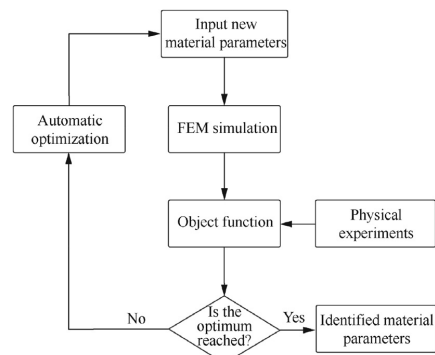 Input new
material parameters
Automatic
optimization
FEM simulation
Object function
Physical
experiments
No
Is the
optimum
reached?
Yes
Identified material
parameters